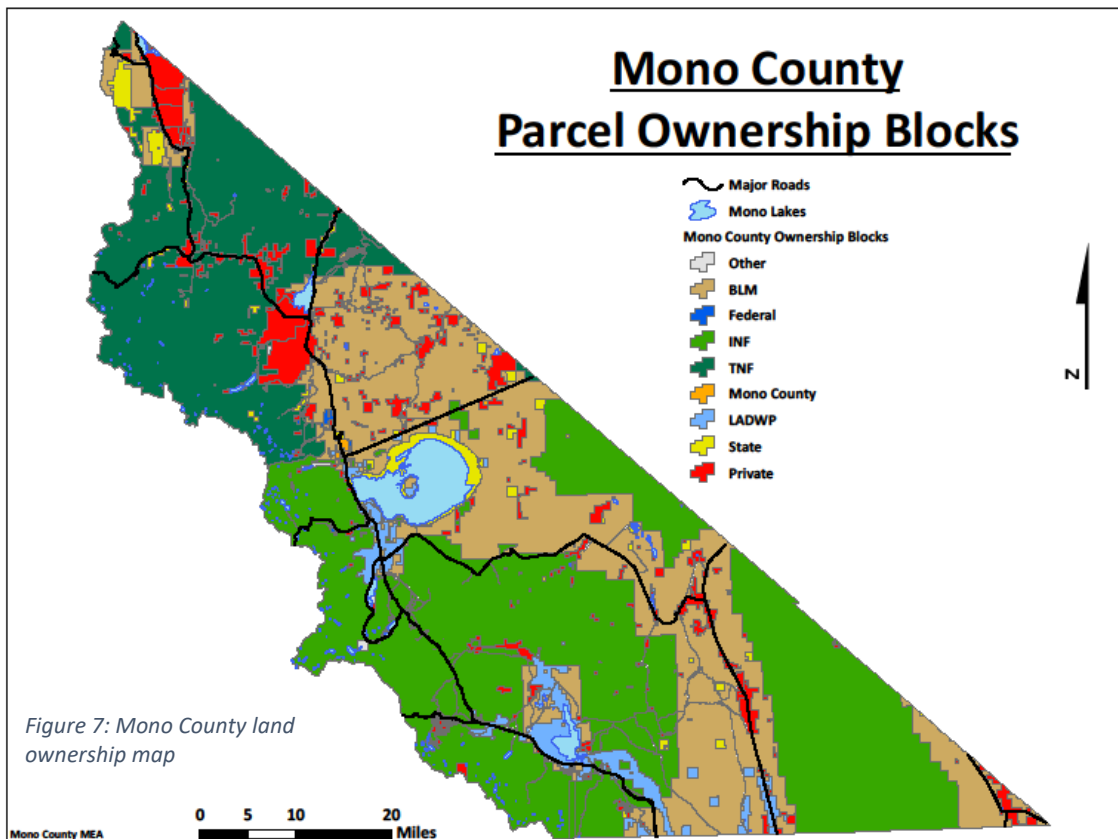 Mono County
Parcel Ownership Blocks
Major Roads
Mono Lakes
Mono County Ownership Blocks
Other
BLM
Federal
INF
TNF
Mono County
LADWP
State
Private
N
Figure 7: Mono County land
ownership map
0 5 10 20
Miles
Mono County MEA